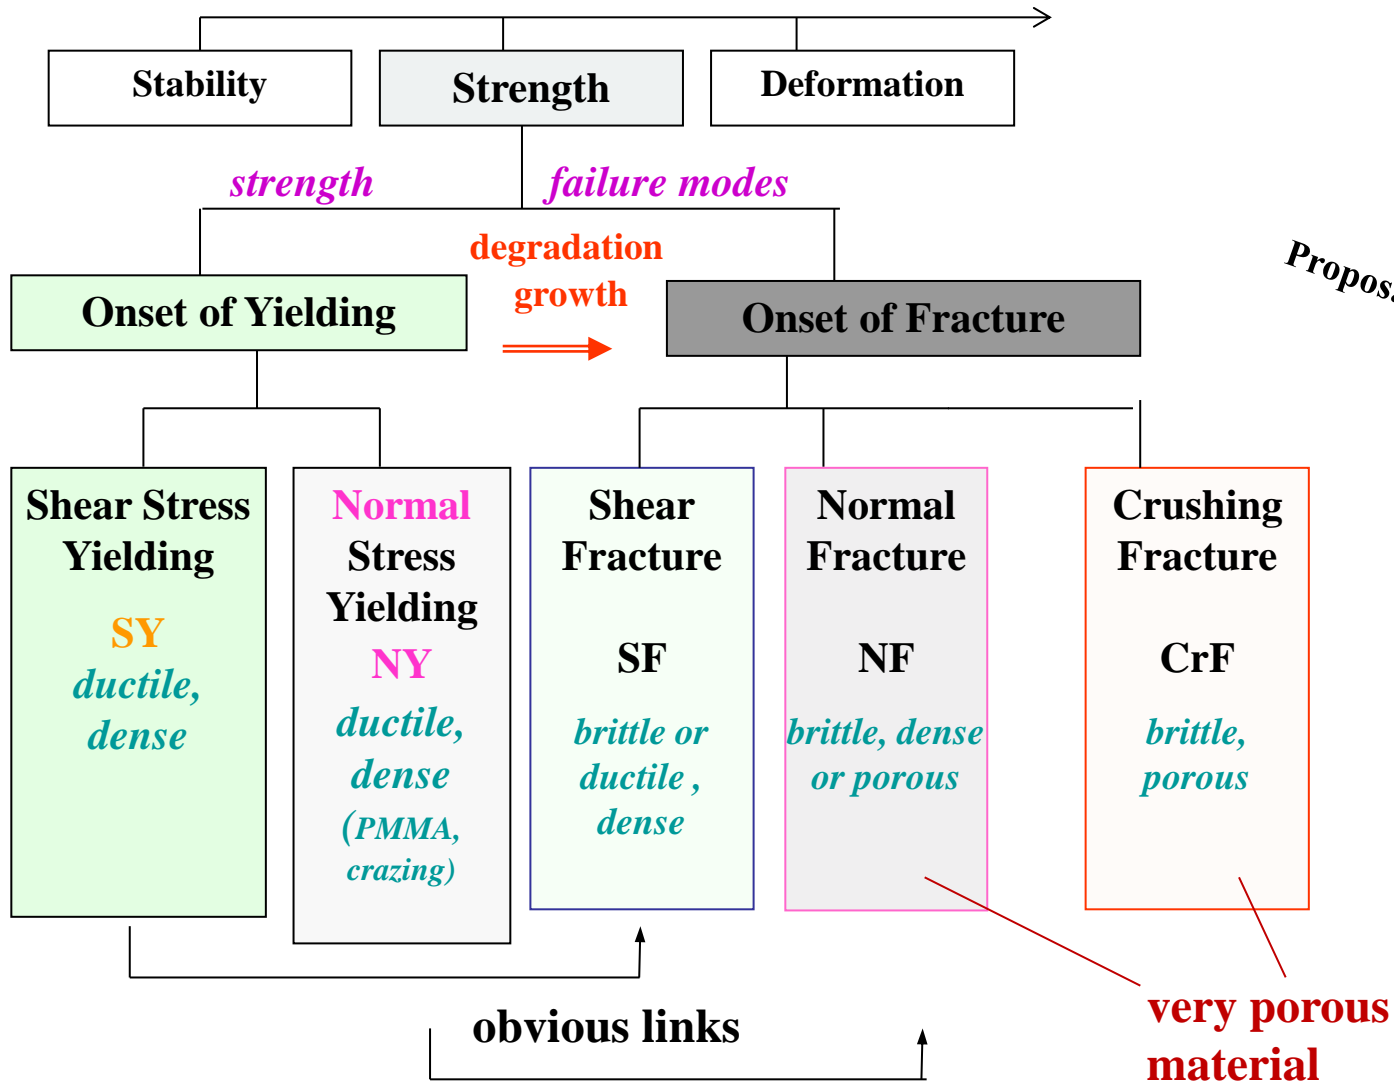 Stability
Strength
Deformation
strength
failure modes
degradation
growth
Onset of Yielding
Onset of Fracture
Shear Stress
Yielding
SY
ductile,
dense
Normal
Stress
Yielding
NY
ductile,
dense
(PMMA,
crazing)
Shear
Fracture
SF
brittle or
ductile ,
dense
Normal
Fracture
NF
brittle, dense
or porous
Crushing
Fracture
CrF
brittle,
porous
obvious links
very porous
material